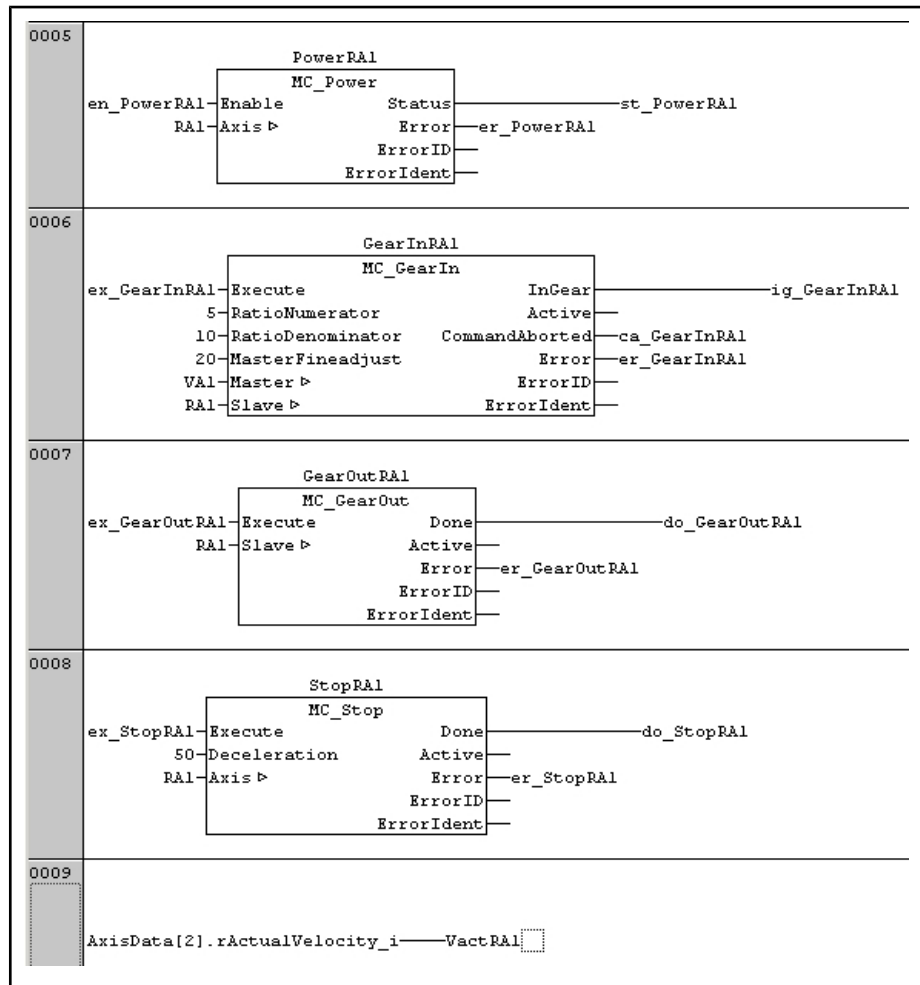 0005
PowerRA1
MC_Power
en_PowerRA1 Enable Status st_PowerRA1
RA1 Axis ▷ Error er_PowerRA1
ErrorID
ErrorIdent
0006
GearInRA1
MC_GearIn
ex_GearInRA1 Execute InGear ig_GearInRA1
5 RatioNumerator Active
10 RatioDenominator CommandAborted ca_GearInRA1
20 MasterFineadjust Error er_GearInRA1
VA1 Master ▷ ErrorID
RA1 Slave ▷ ErrorIdent
0007
GearOutRA1
MC_GearOut
ex_GearOutRA1 Execute Done do_GearOutRA1
RA1 Slave ▷ Active
Error er_GearOutRA1
ErrorID
ErrorIdent
0008
StopRA1
MC_Stop
ex_StopRA1 Execute Done do_StopRA1
50 Deceleration Active
RA1 Axis ▷ Error er_StopRA1
ErrorID
ErrorIdent
0009
AxisData[2].rActualVelocity_i VactRA1